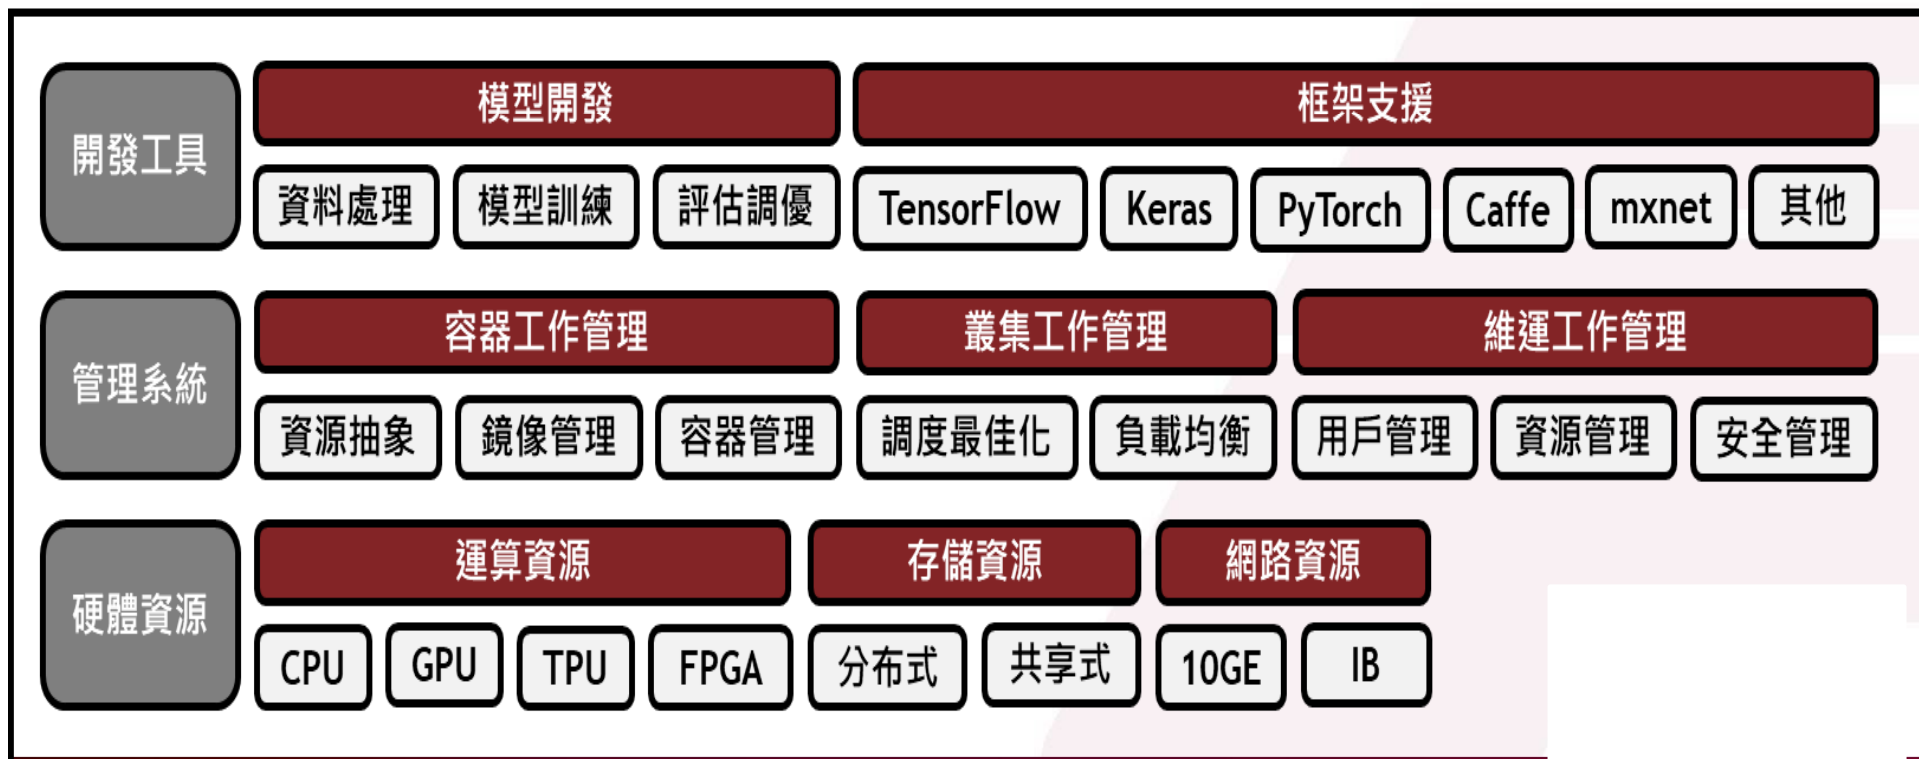 開發工具
模型開發
框架支援
資料處理
模型訓練
評估調優
TensorFlow
Keras
PyTorch
Caffe
mxnet
其他
管理系統
容器工作管理
叢集工作管理
維運工作管理
資源抽象
鏡像管理
容器管理
調度最佳化
負載均衡
用戶管理
資源管理
安全管理
硬體資源
運算資源
存儲資源
網路資源
CPU
GPU
TPU
FPGA
分布式
共享式
10GE
IB